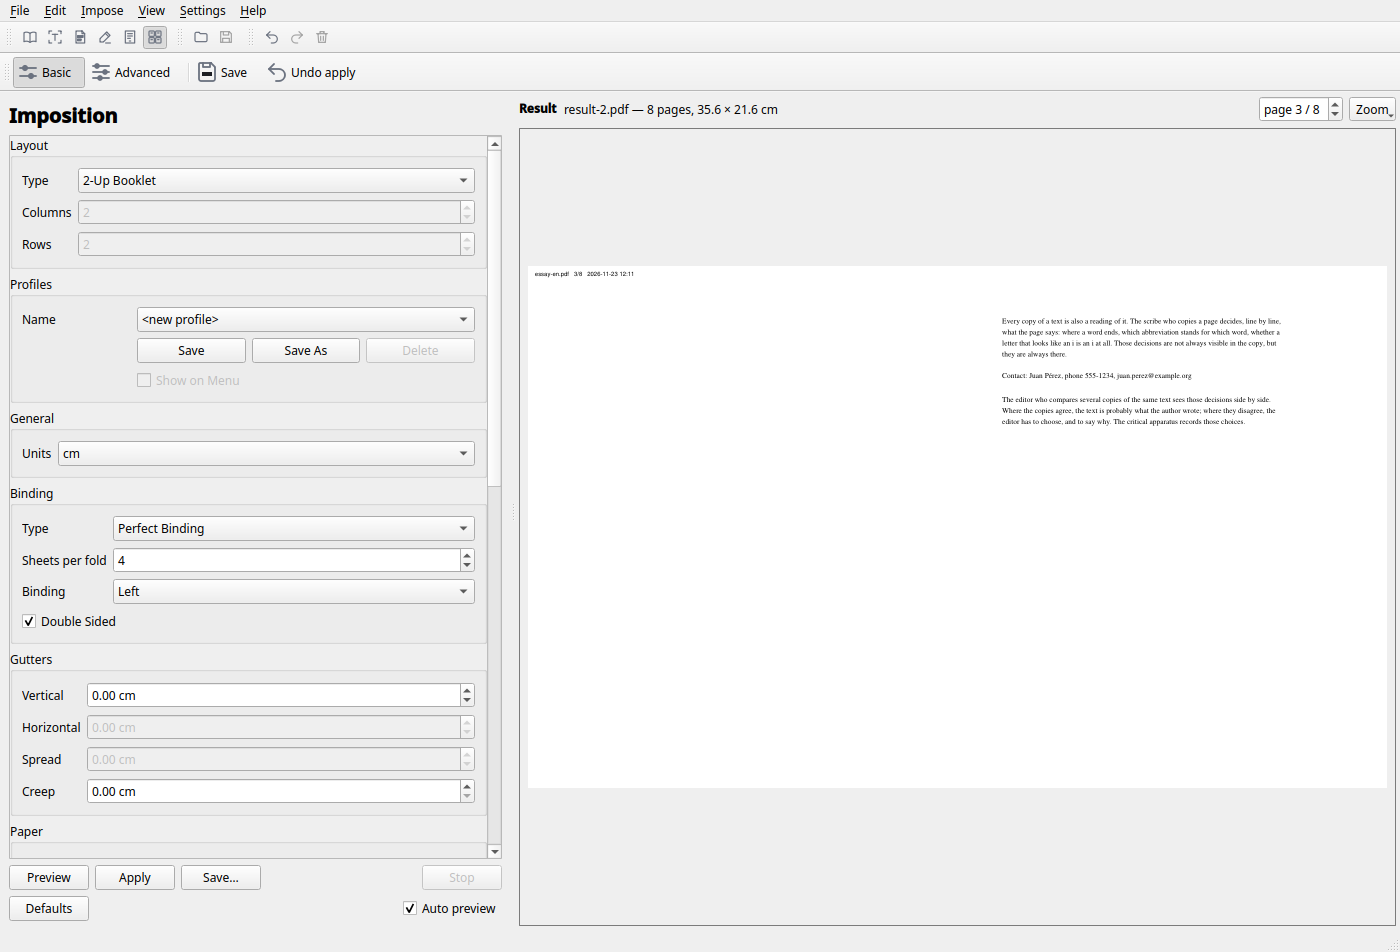 File Edit Impose View Settings Help
Basic Advanced Save Undo apply
Imposition
Result result-2.pdf — 8 pages, 35.6 × 21.6 cm page 3 / 8 Zoom
Layout
Type 2-Up Booklet
Columns 2
Rows 2
Profiles
Name <new profile>
Save Save As Delete
Show on Menu
General
Units cm
Binding
Type Perfect Binding
Sheets per fold 4
Binding Left
Double Sided
Gutters
Vertical 0.00 cm
Horizontal 0.00 cm
Spread 0.00 cm
Creep 0.00 cm
Paper
Preview Apply Save... Stop
Defaults Auto preview
essay-en.pdf 3/8 2026-11-23 12:11
Every copy of a text is also a reading of it. The scribe who copies a page decides, line by line,
what the page says: where a word ends, which abbreviation stands for which word, whether a
letter that looks like an i is an i at all. Those decisions are not always visible in the copy, but
they are always there.
Contact: Juan Pérez, phone 555-1234, juan.perez@example.org
The editor who compares several copies of the same text sees those decisions side by side.
Where the copies agree, the text is probably what the author wrote; where they disagree, the
editor has to choose, and to say why. The critical apparatus records those choices.